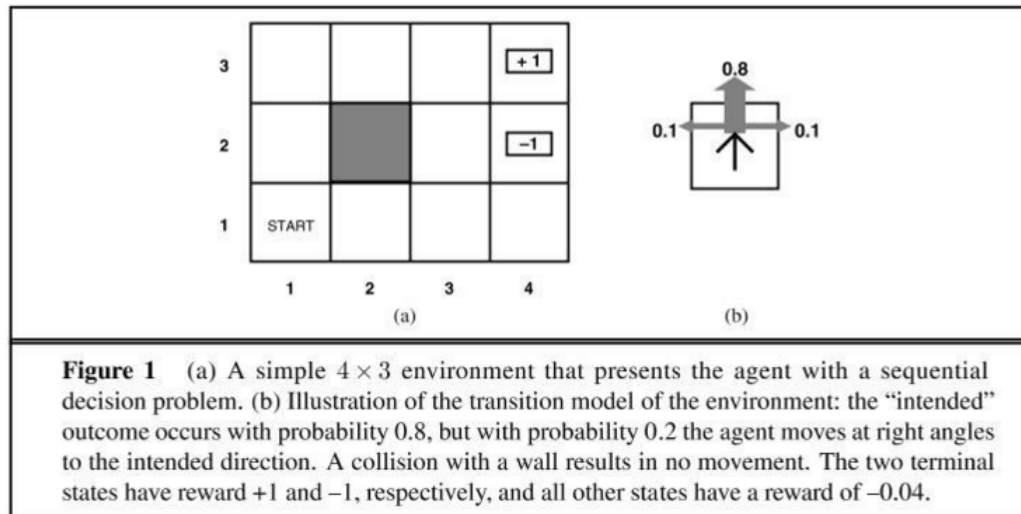 3
+ 1
2
–1
1
START
1 2 3 4
(a)
0.8
0.1
0.1
(b)
Figure 1 (a) A simple 4 × 3 environment that presents the agent with a sequential
decision problem. (b) Illustration of the transition model of the environment: the “intended”
outcome occurs with probability 0.8, but with probability 0.2 the agent moves at right angles
to the intended direction. A collision with a wall results in no movement. The two terminal
states have reward +1 and –1, respectively, and all other states have a reward of –0.04.